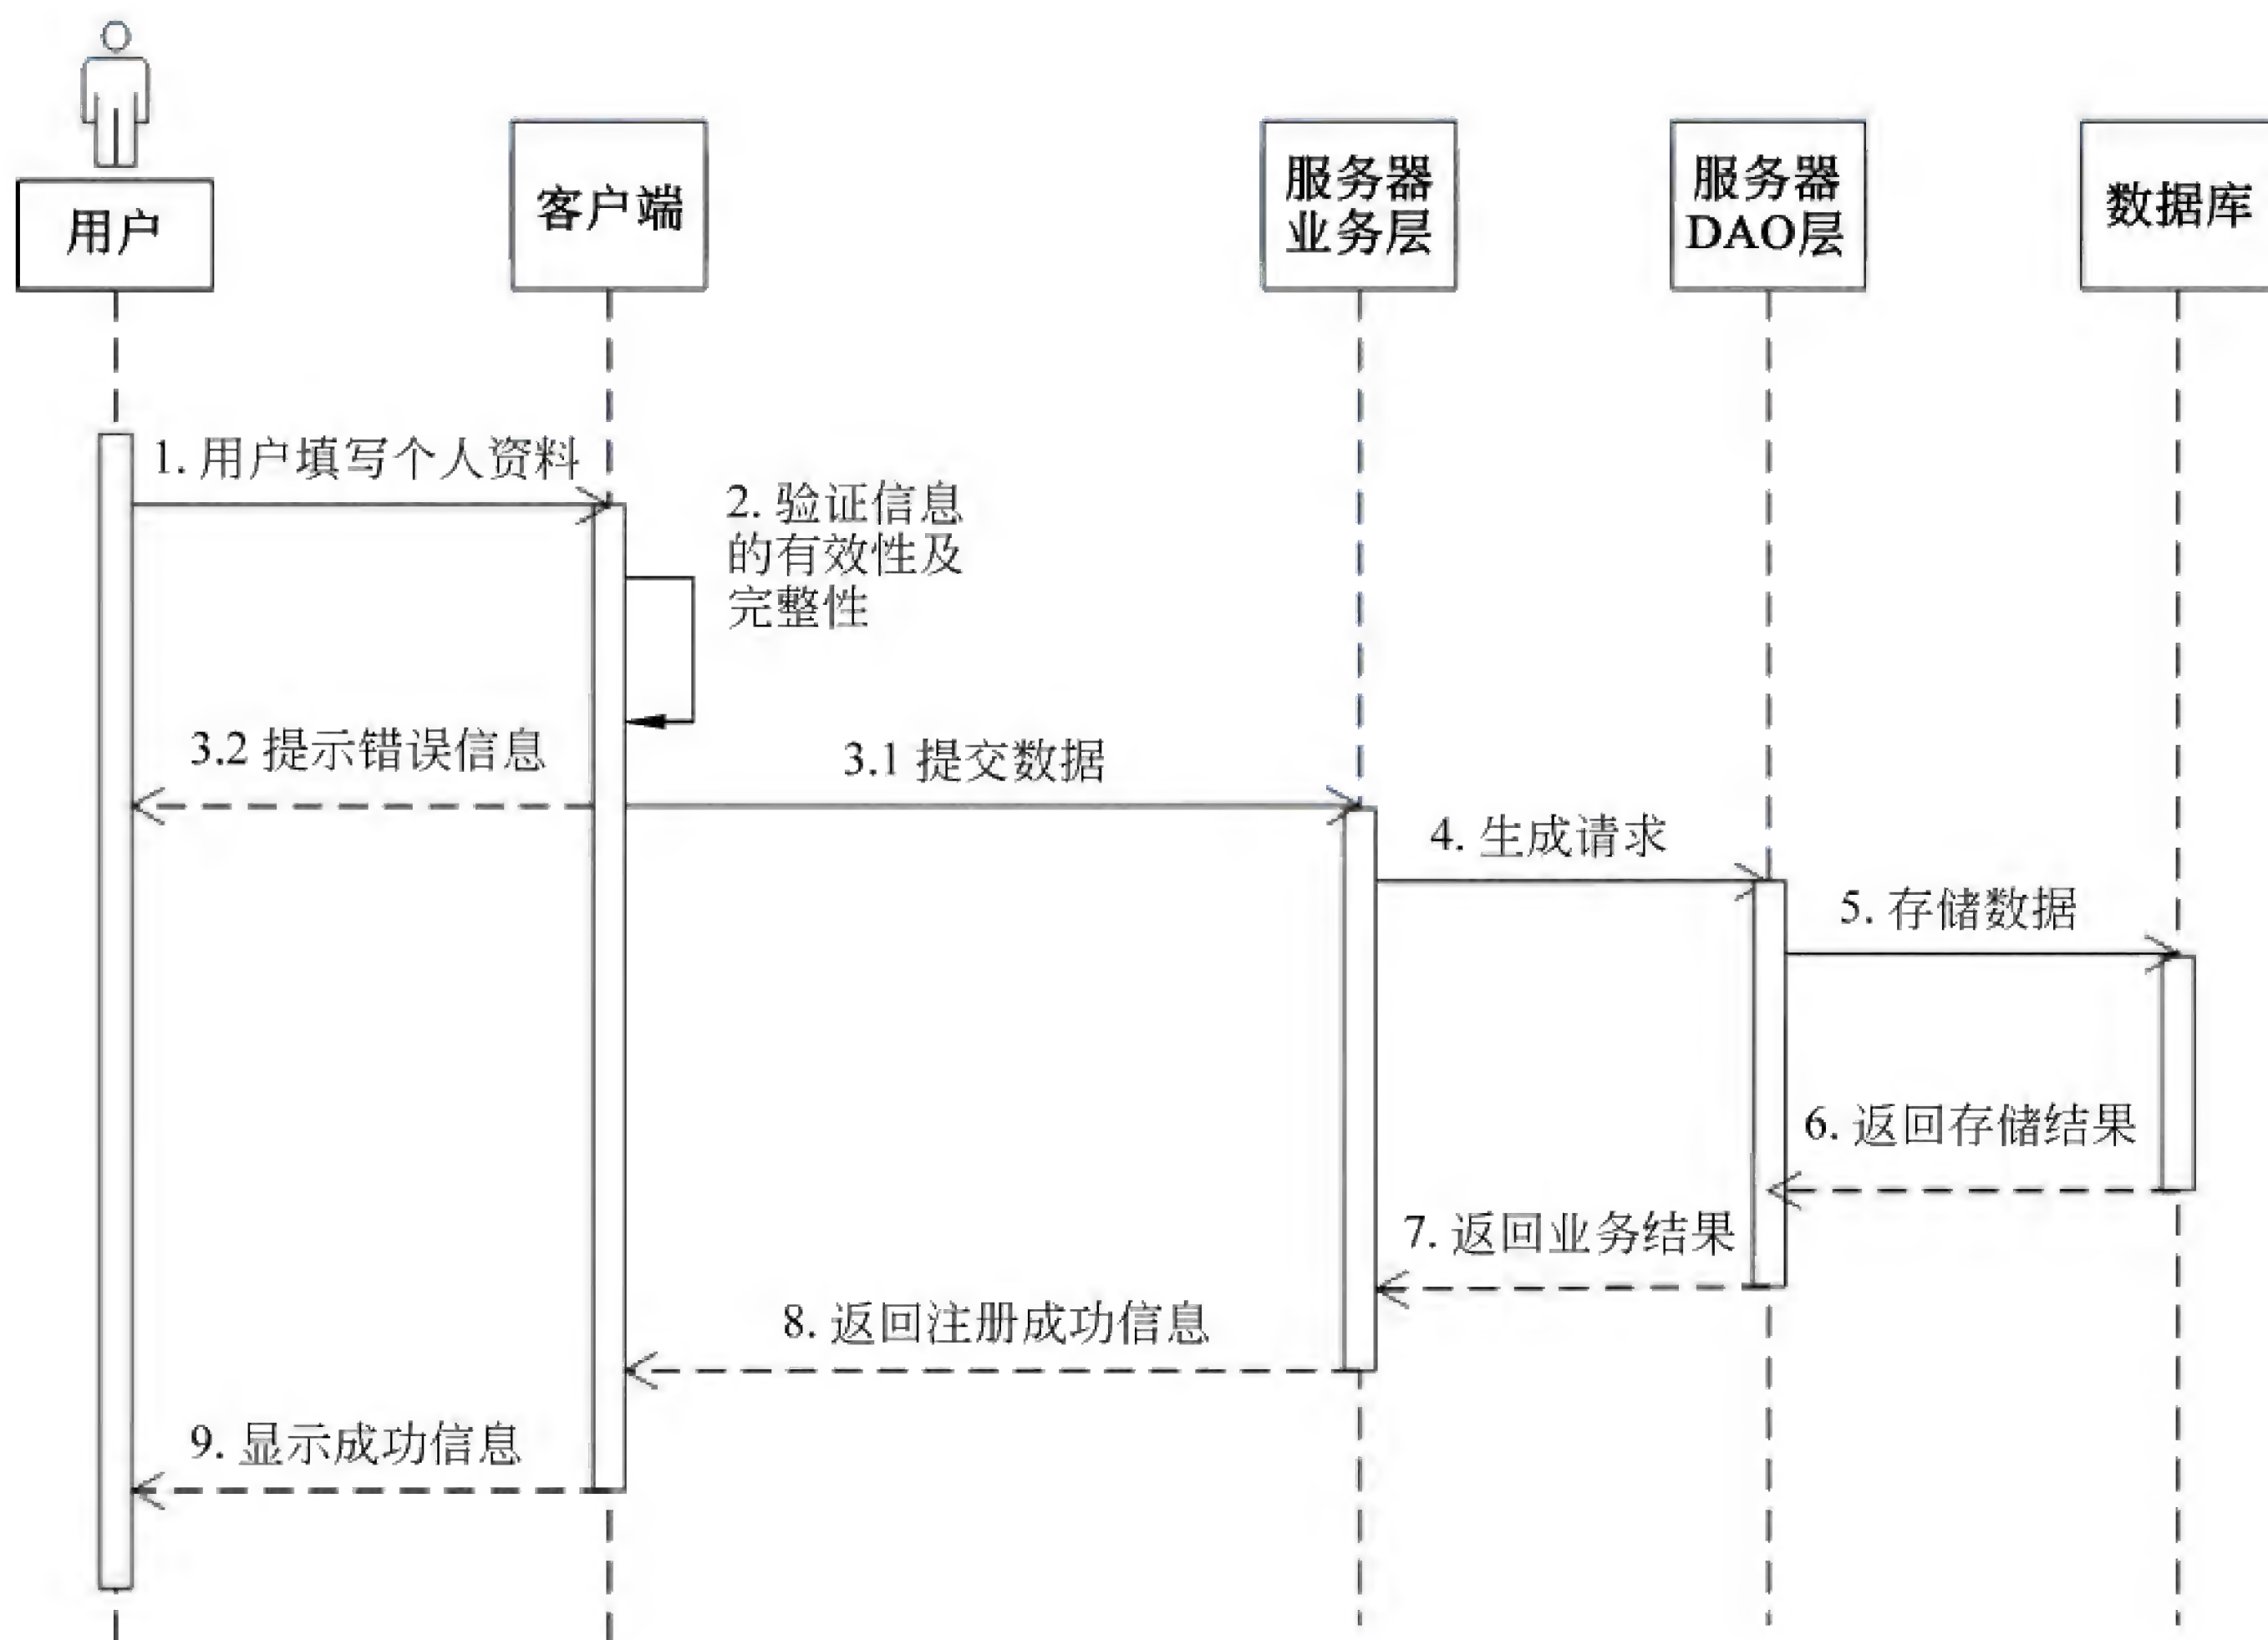 用户
客户端
服务器
业务层
服务器
DAO层
数据库
1. 用户填写个人资料
2. 验证信息
的有效性及
完整性
3.2 提示错误信息
3.1 提交数据
4. 生成请求
5. 存储数据
6. 返回存储结果
7. 返回业务结果
8. 返回注册成功信息
9. 显示成功信息